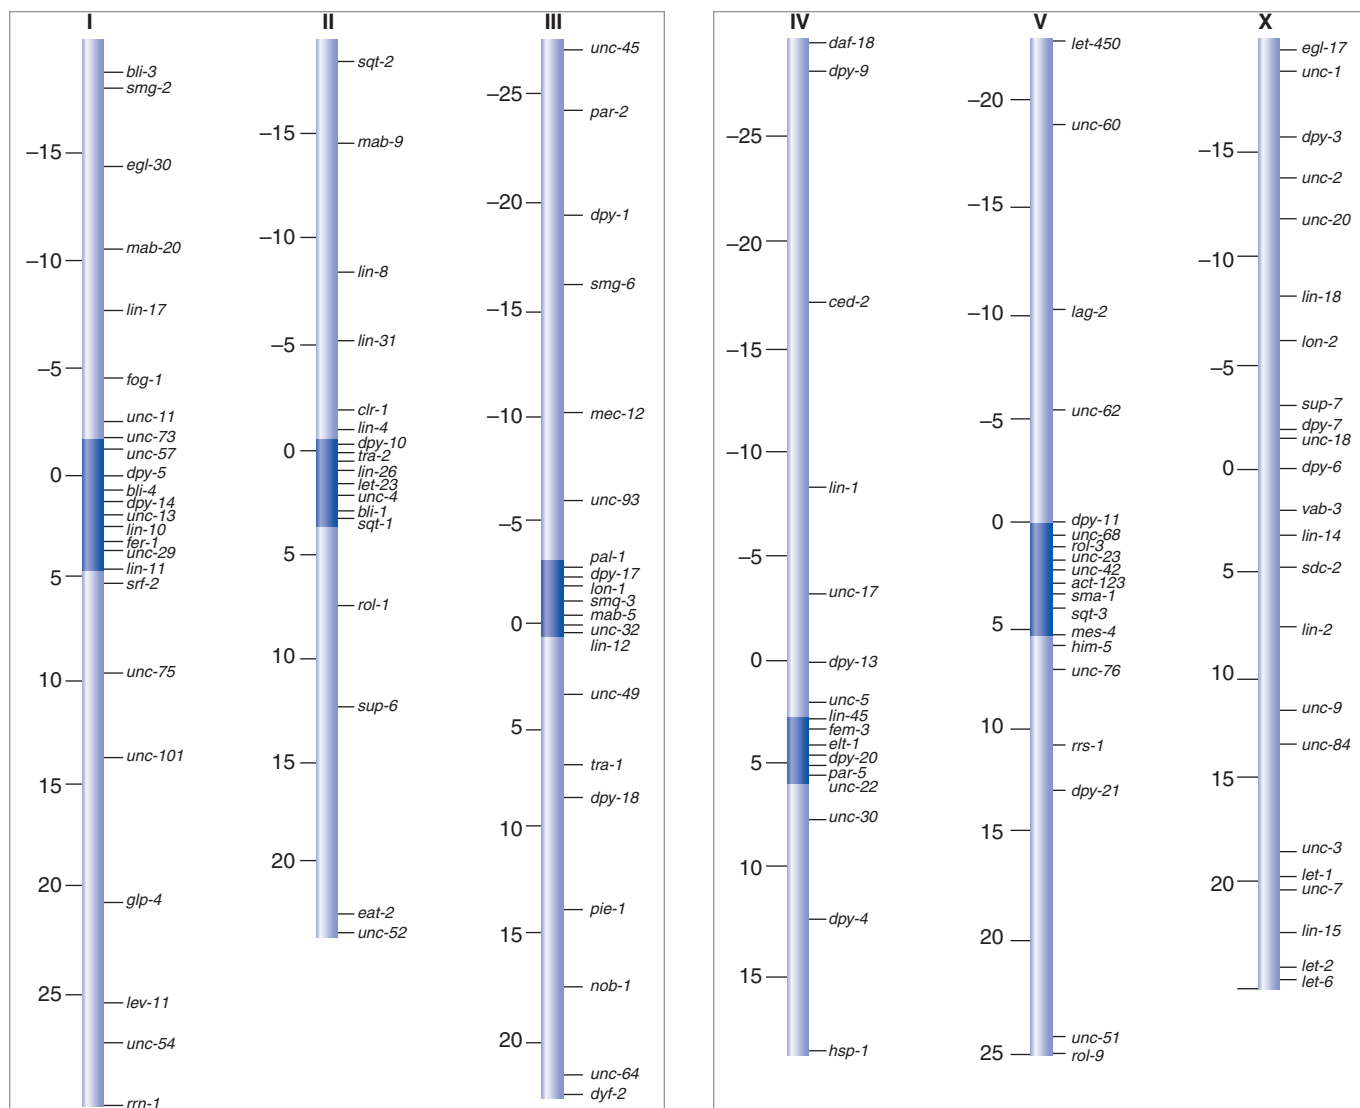 I
bli-3
smg-2
−15
egl-30
mab-20
−10
lin-17
−5
fog-1
unc-11
unc-73
unc-57
0
dpy-5
bli-4
dpy-14
unc-13
lin-10
fer-1
unc-29
lin-11
5
srf-2
unc-75
10
unc-101
15
20
glp-4
25
lev-11
unc-54
rrn-1
II
sqt-2
−15
mab-9
−10
lin-8
lin-31
−5
clr-1
lin-4
dpy-10
0
tra-2
lin-26
let-23
unc-4
bli-1
sqt-1
5
rol-1
10
sup-6
15
20
eat-2
unc-52
III
unc-45
−25
par-2
−20
dpy-1
smg-6
−15
mec-12
−10
unc-93
−5
pal-1
dpy-17
lon-1
smg-3
mab-5
0
unc-32
lin-12
unc-49
5
tra-1
dpy-18
10
pie-1
15
nob-1
20
unc-64
dyf-2
IV
daf-18
dpy-9
−25
−20
ced-2
−15
−10
lin-1
−5
unc-17
0
dpy-13
unc-5
lin-45
fem-3
elt-1
dpy-20
5
par-5
unc-22
unc-30
10
dpy-4
15
hsp-1
V
let-450
−20
unc-60
−15
lag-2
−10
unc-62
−5
0
dpy-11
unc-68
rol-3
unc-23
unc-42
act-123
sma-1
sqt-3
5
mes-4
him-5
unc-76
10
rrs-1
dpy-21
15
20
unc-51
25
rol-9
X
egl-17
unc-1
dpy-3
−15
unc-2
unc-20
−10
lin-18
lon-2
−5
sup-7
dpy-7
unc-18
0
dpy-6
vab-3
lin-14
sdc-2
5
lin-2
10
unc-9
unc-84
15
unc-3
let-1
20
unc-7
lin-15
let-2
let-6